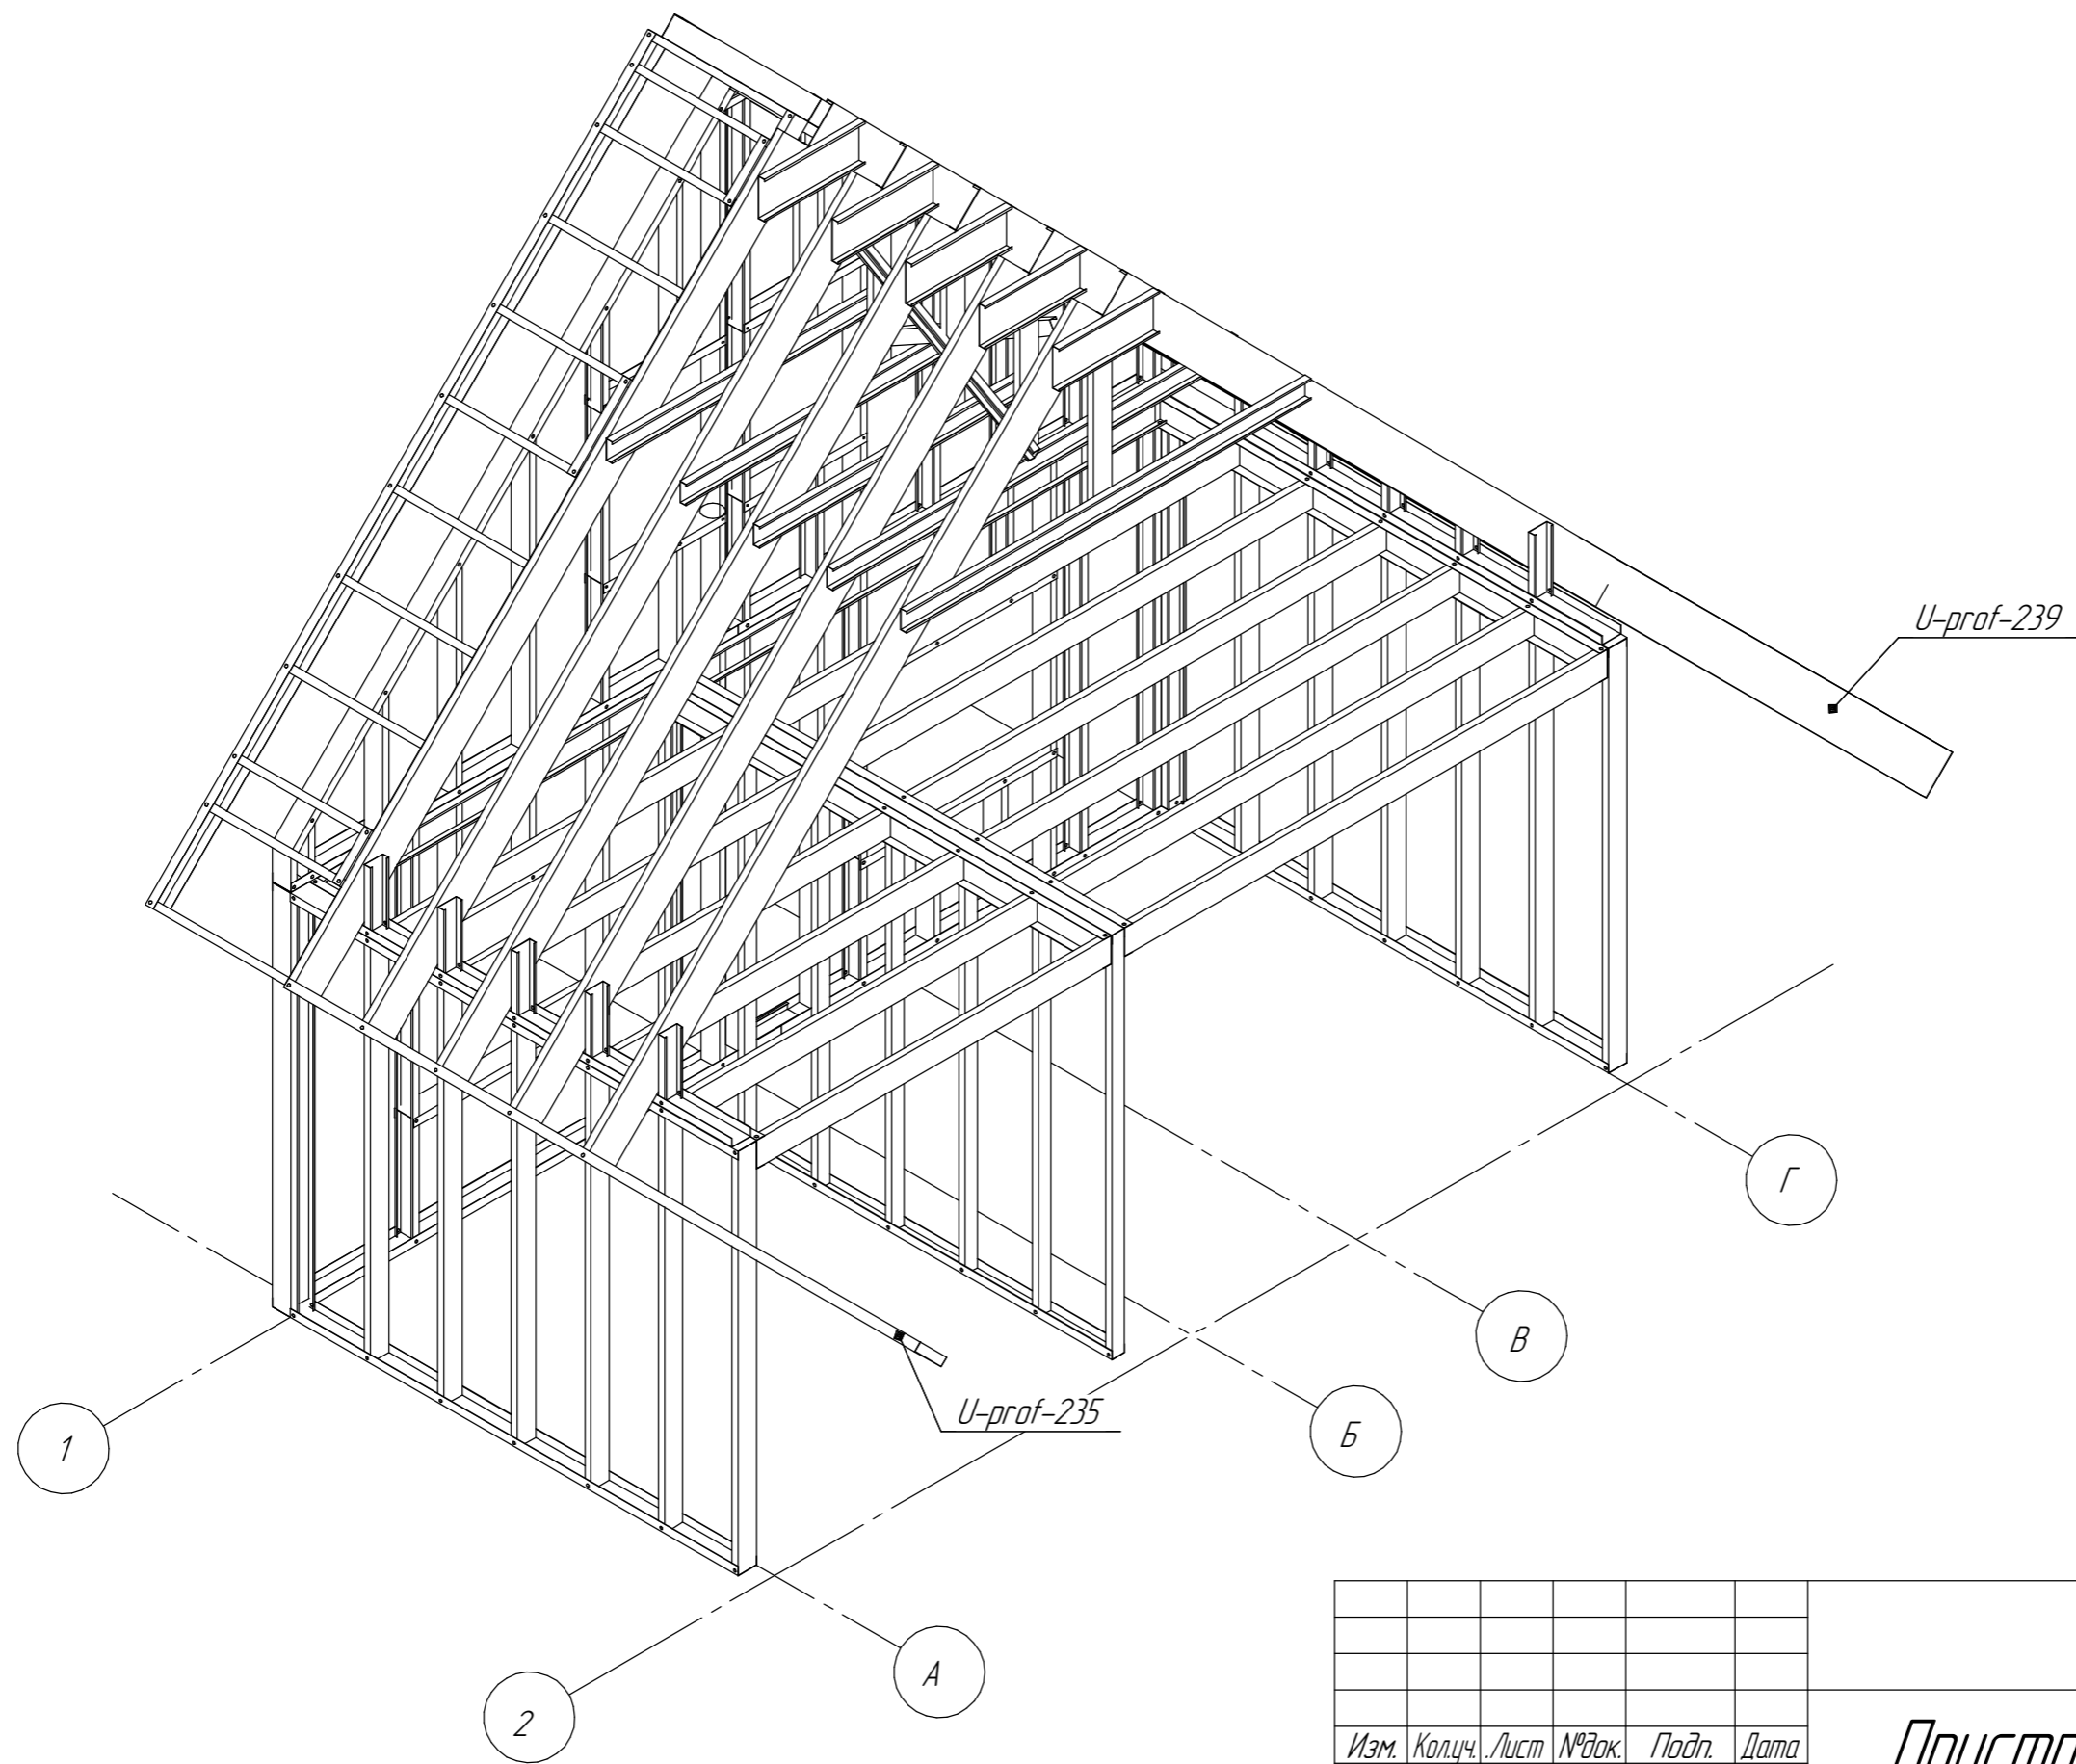 U-prof-239
Г
В
Б
U-prof-235
1
А
2
Изм. Кол.уч. Лист №док. Подп. Дата